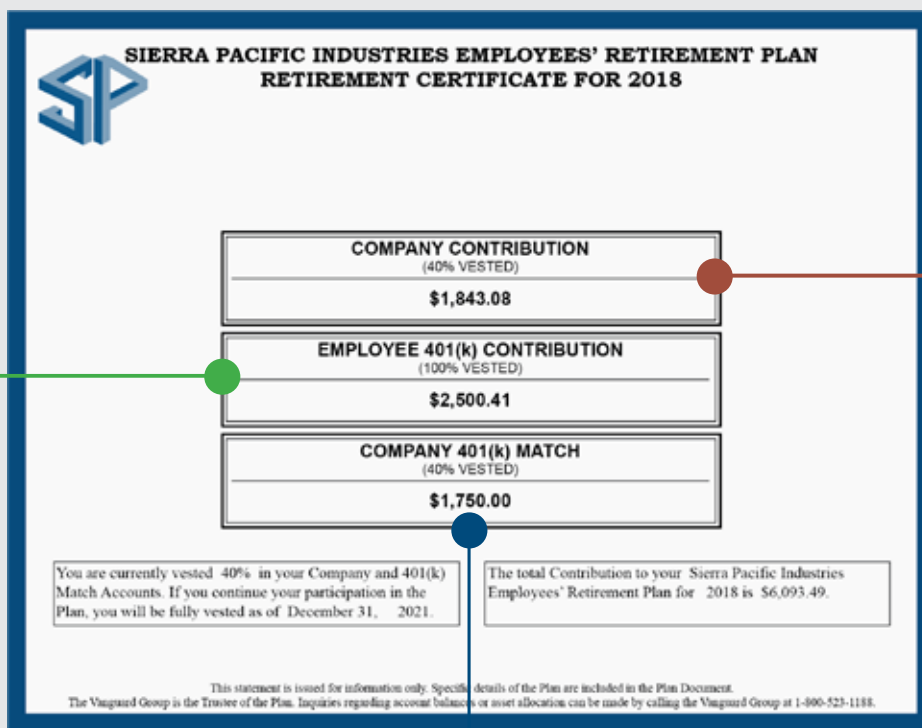 SIERRA PACIFIC INDUSTRIES EMPLOYEES' RETIREMENT PLAN
RETIREMENT CERTIFICATE FOR 2018
SP
COMPANY CONTRIBUTION
(40% VESTED)
$1,843.08
EMPLOYEE 401(k) CONTRIBUTION
(100% VESTED)
$2,500.41
COMPANY 401(k) MATCH
(40% VESTED)
$1,750.00
You are currently vested 40% in your Company and 401(k)
Match Accounts. If you continue your participation in the
Plan, you will be fully vested as of December 31, 2021.
The total Contribution to your Sierra Pacific Industries
Employees' Retirement Plan for 2018 is $6,093.49.
This statement is issued for information only. Specific details of the Plan are included in the Plan Document.
The Vanguard Group is the Trustee of the Plan. Inquiries regarding account balances or asset allocation can be made by calling the Vanguard Group at 1-800-523-1188.